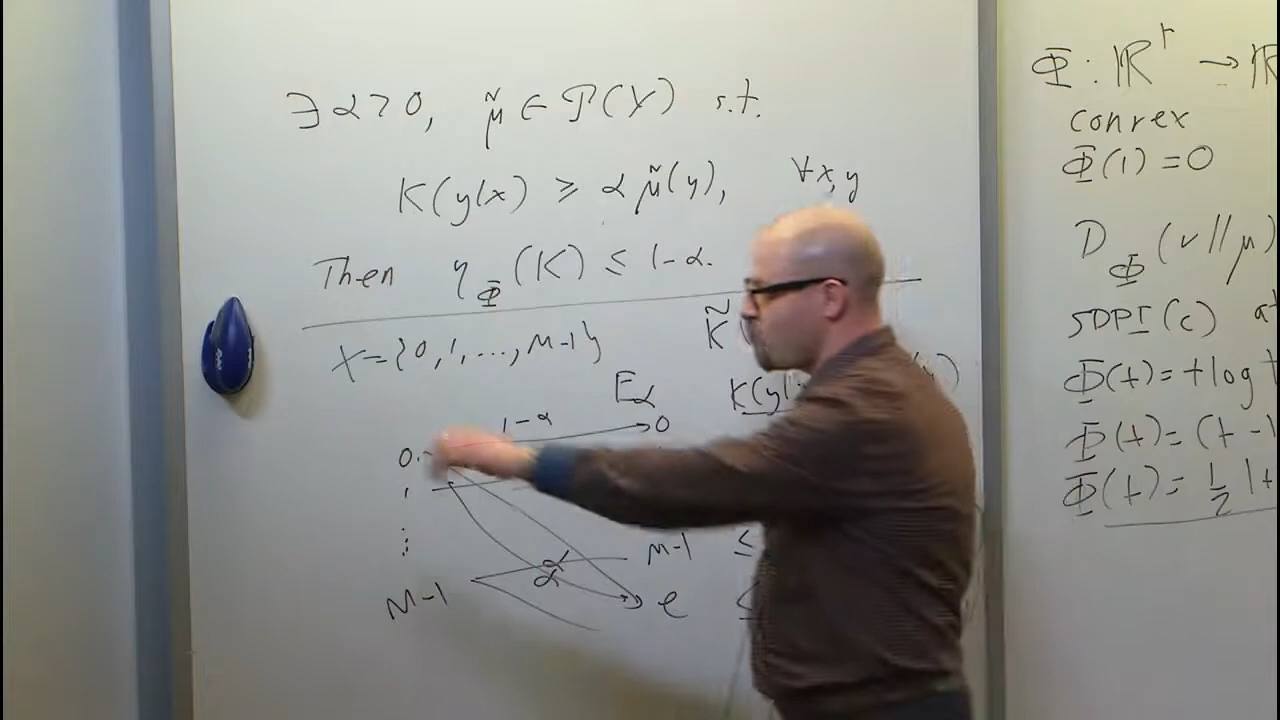 ∃ α > 0, μ̃ ∈ P(Y) s.t.
K(y|x) ≥ α μ̃(y), ∀x,y
Then η_Φ(K) ≤ 1-α.
X={0,1,...,M-1}
K̃
E_α
K(y|
1-α
0
0
1
⋮
α
M-1
≤
α
M-1
e
≤
Φ : ℝ⁺ → ℝ
convex
Φ(1) = 0
D_Φ(ν//μ)
SDPI(c)
Φ(t)= t log t
Φ(t)= (t-1
Φ(t)= 1/2 |t